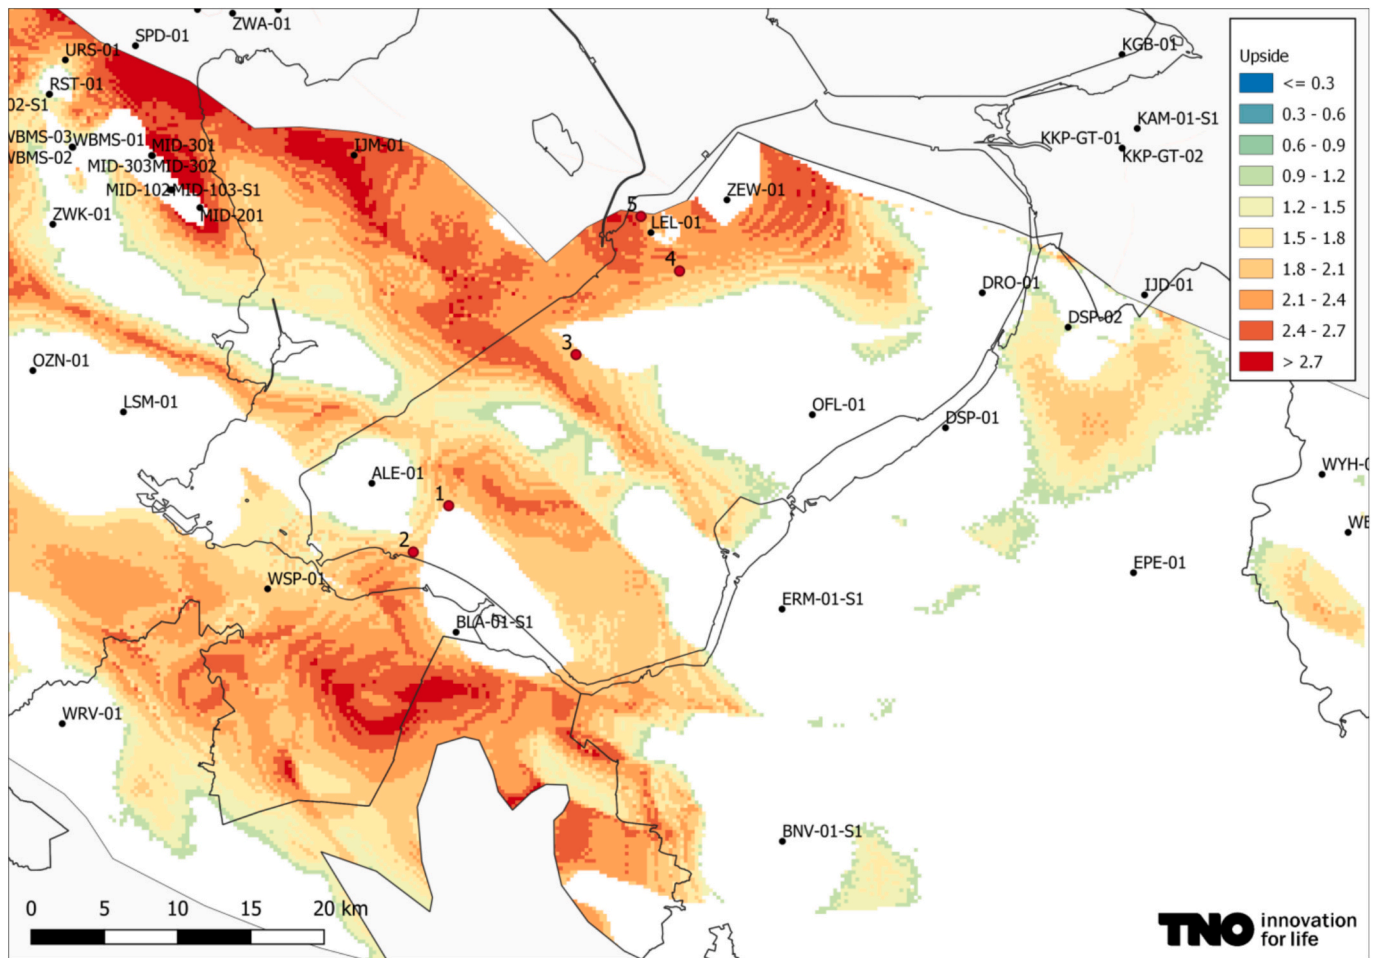 ZWA-01
SPD-01
URS-01
KGB-01
RST-01
02-S1
KAM-01-S1
WBMS-03
WBMS-01
MID-301
IJM-01
KKP-GT-01
WBMS-02
MID-303
MID-302
KKP-GT-02
MID-102
MID-103-S1
ZEW-01
ZWK-01
MID-201
5
LEL-01
4
DRO-01
IJD-01
DSP-02
3
OZN-01
LSM-01
OFL-01
DSP-01
ALE-01
WYH-0
1
WE
2
WSP-01
EPE-01
ERM-01-S1
BLA-01-S1
WRV-01
BNV-01-S1
Upside
<= 0.3
0.3 - 0.6
0.6 - 0.9
0.9 - 1.2
1.2 - 1.5
1.5 - 1.8
1.8 - 2.1
2.1 - 2.4
2.4 - 2.7
> 2.7
0 5 10 15 20 km
TNO innovation
for life